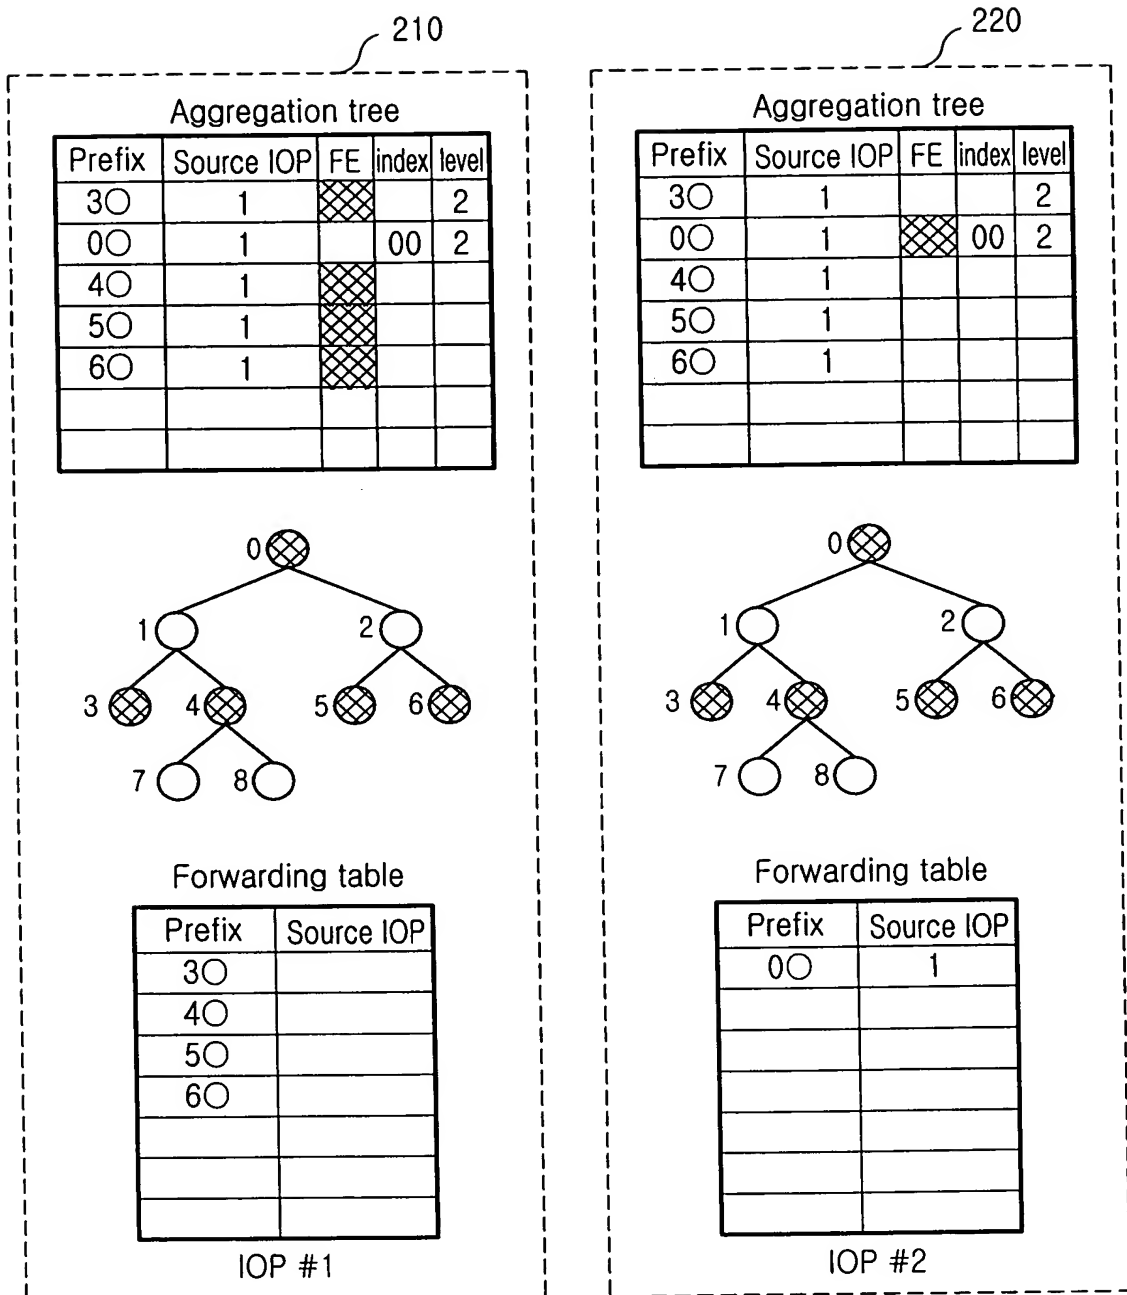 210
Aggregation tree
Prefix Source IOP FE index level
3○ 1 2
0○ 1 00 2
4○ 1
5○ 1
6○ 1
0
1 2
3 4 5 6
7 8
Forwarding table
Prefix Source IOP
3○
4○
5○
6○
IOP #1
220
Aggregation tree
Prefix Source IOP FE index level
3○ 1 2
0○ 1 00 2
4○ 1
5○ 1
6○ 1
0
1 2
3 4 5 6
7 8
Forwarding table
Prefix Source IOP
0○ 1
IOP #2